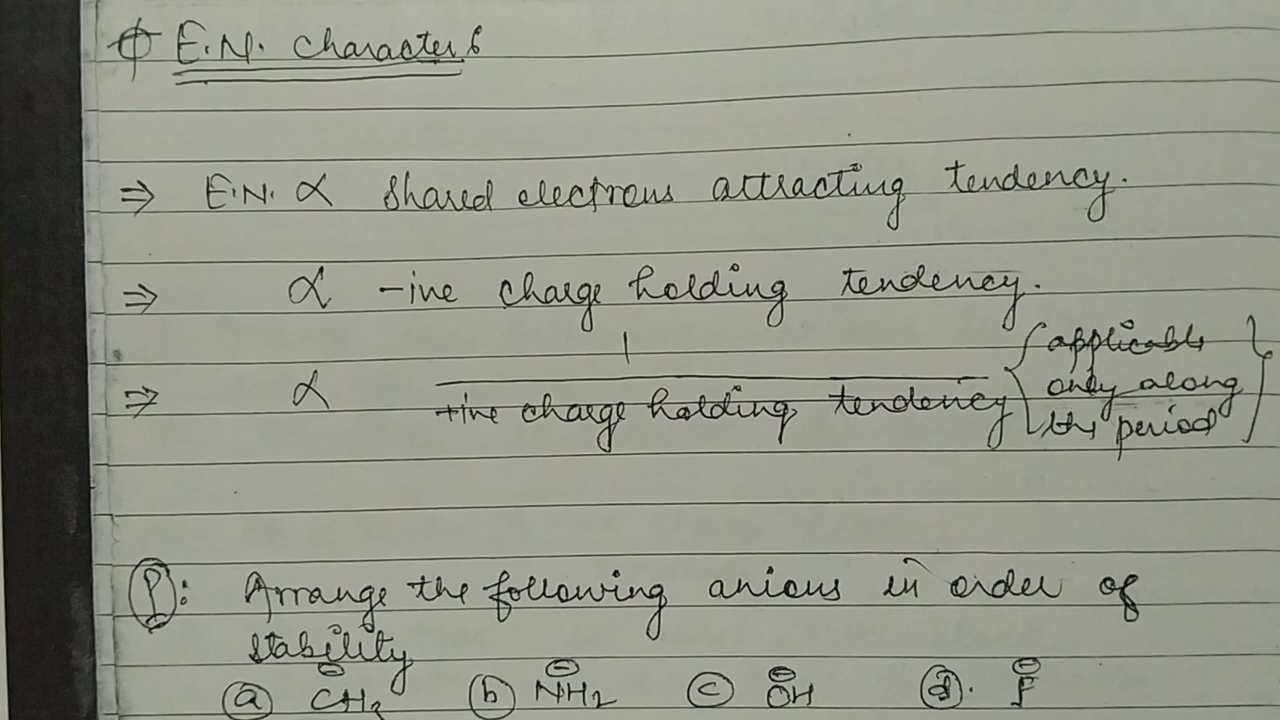 E.N. character :
⇒ E.N. ∝ shared electrons attracting tendency.
⇒ ∝ -ive charge holding tendency.
⇒ ∝ 1 / +ive charge holding tendency { applicable only along the period }
Q: Arrange the following anions in order of
stability
(a) CH₃⊖ (b) NH₂⊖ (c) OH⊖ (d). F⊖